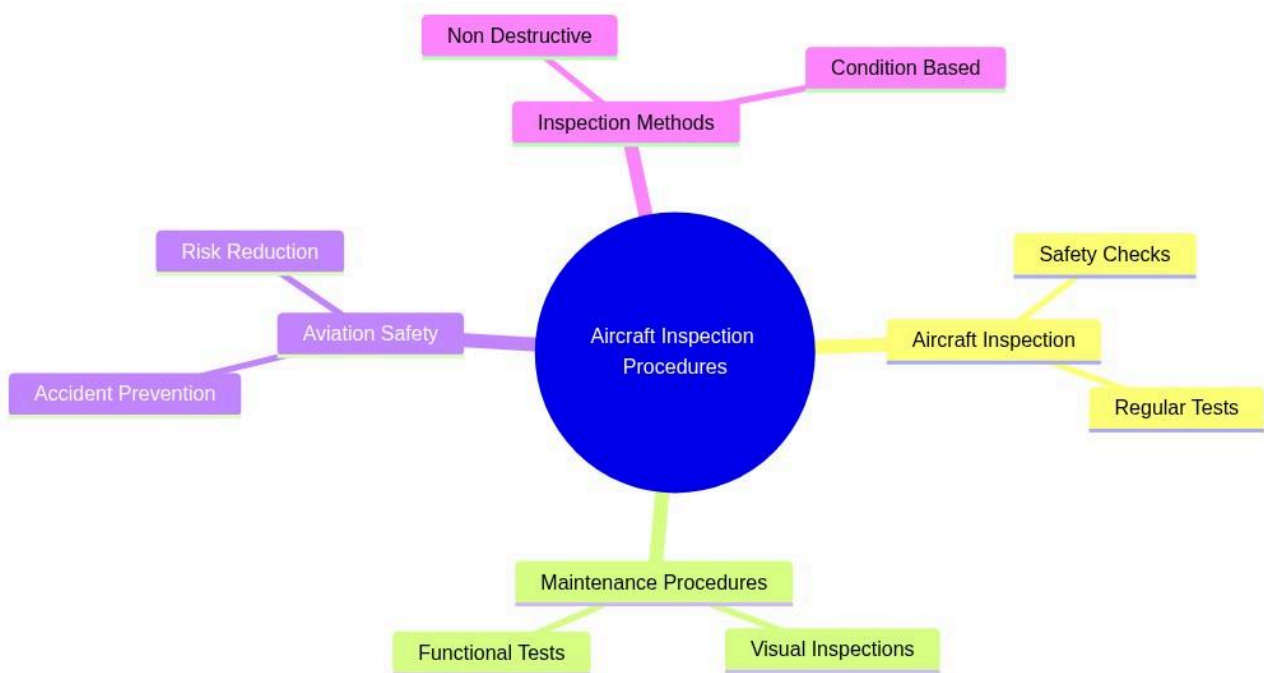 Non Destructive
Condition Based
Inspection Methods
Risk Reduction
Safety Checks
Aviation Safety
Aircraft Inspection
Procedures
Aircraft Inspection
Accident Prevention
Regular Tests
Maintenance Procedures
Functional Tests
Visual Inspections